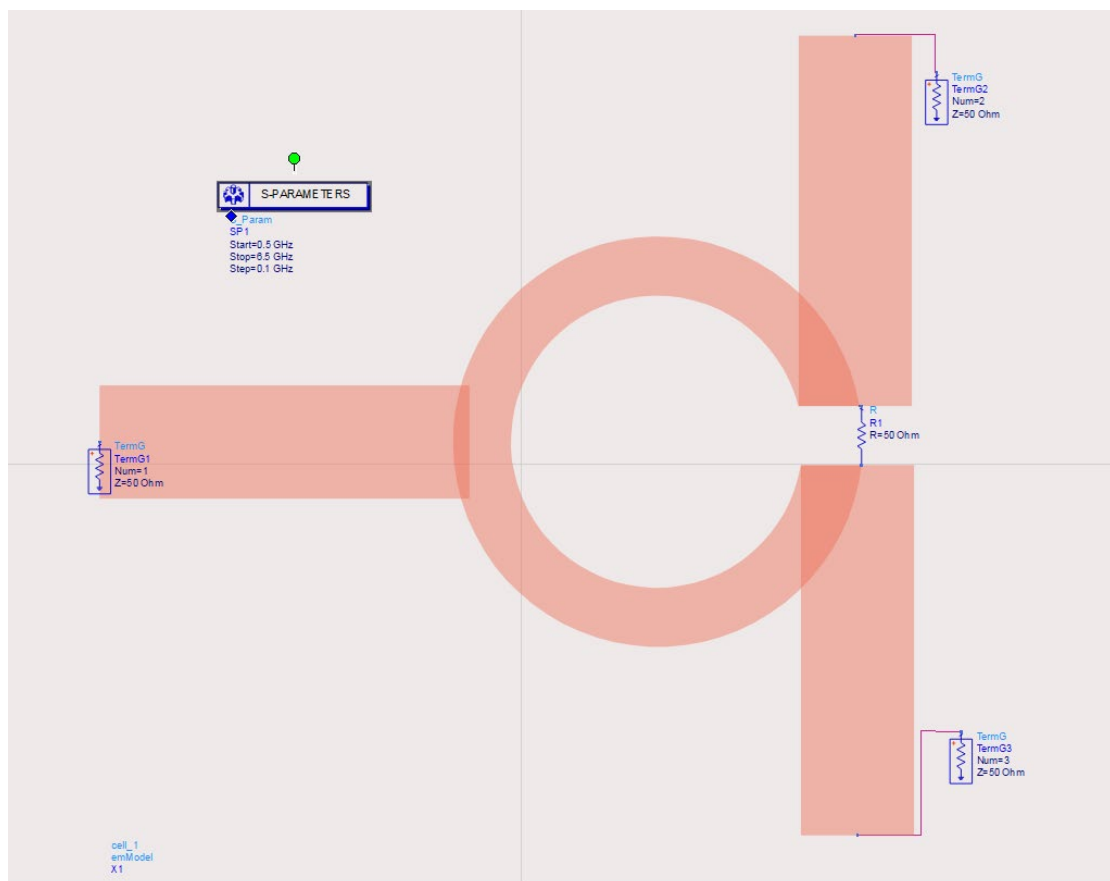 TermG
TermG2
Num=2
Z=50 Ohm
S-PARAMETERS
S_Param
SP1
Start=0.5 GHz
Stop=6.5 GHz
Step=0.1 GHz
R
R1
R=50 Ohm
TermG
TermG1
Num=1
Z=50 Ohm
TermG
TermG3
Num=3
Z=50 Ohm
cell_1
emModel
X1